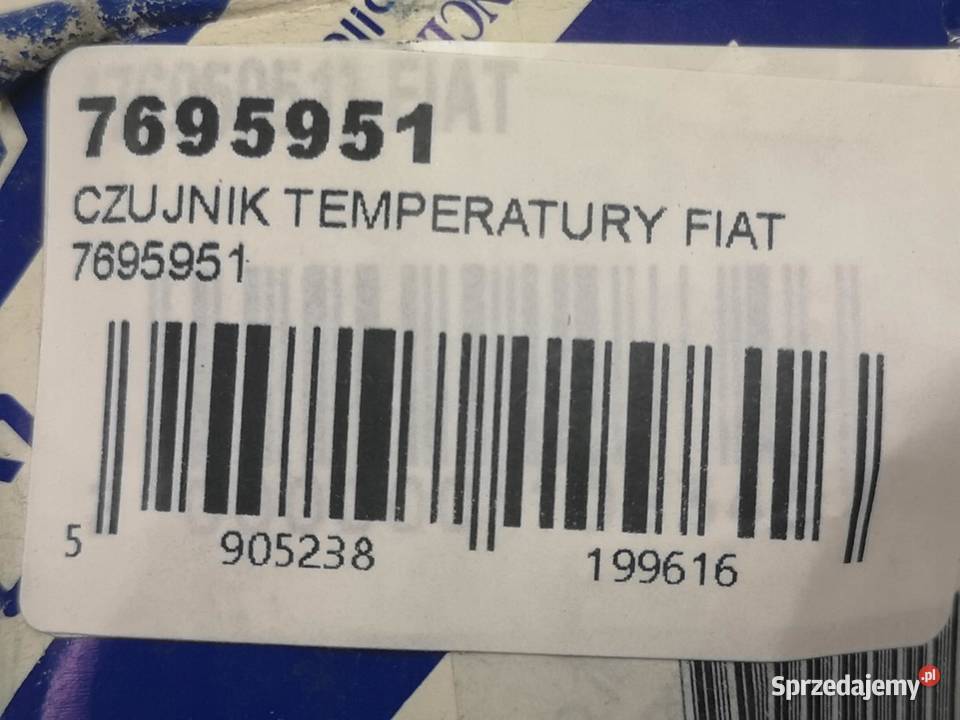 7695951
CZUJNIK TEMPERATURY FIAT
7695951
5 905238 199616
Sprzedajemy.pl